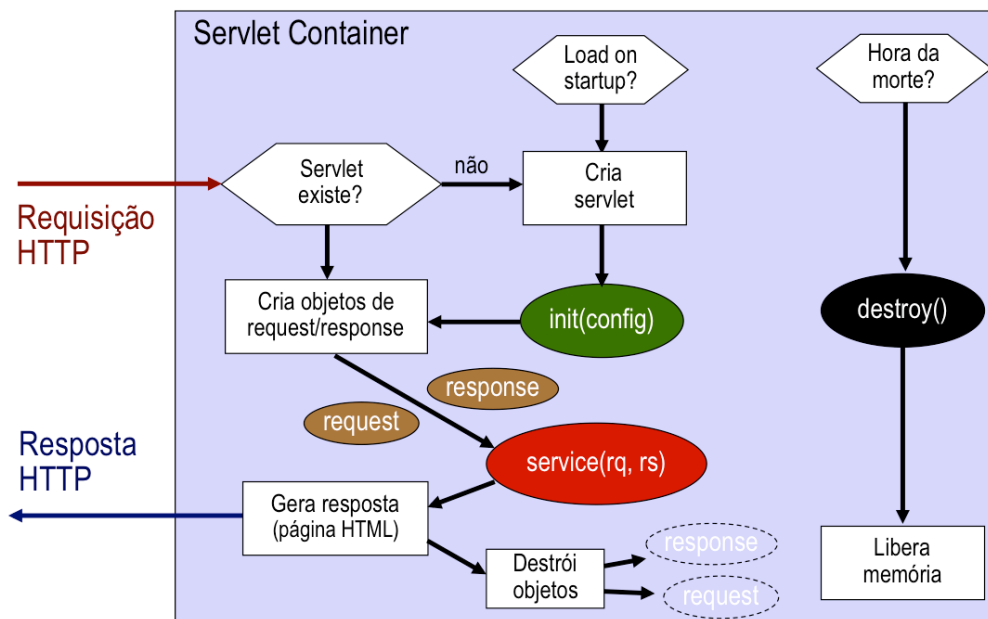 Servlet Container
Load on
startup?
Hora da
morte?
Servlet
existe?
não
Cria
servlet
Requisição
HTTP
Cria objetos de
request/response
init(config)
destroy()
response
request
Resposta
HTTP
service(rq, rs)
Gera resposta
(página HTML)
Destrói
objetos
response
request
Libera
memória